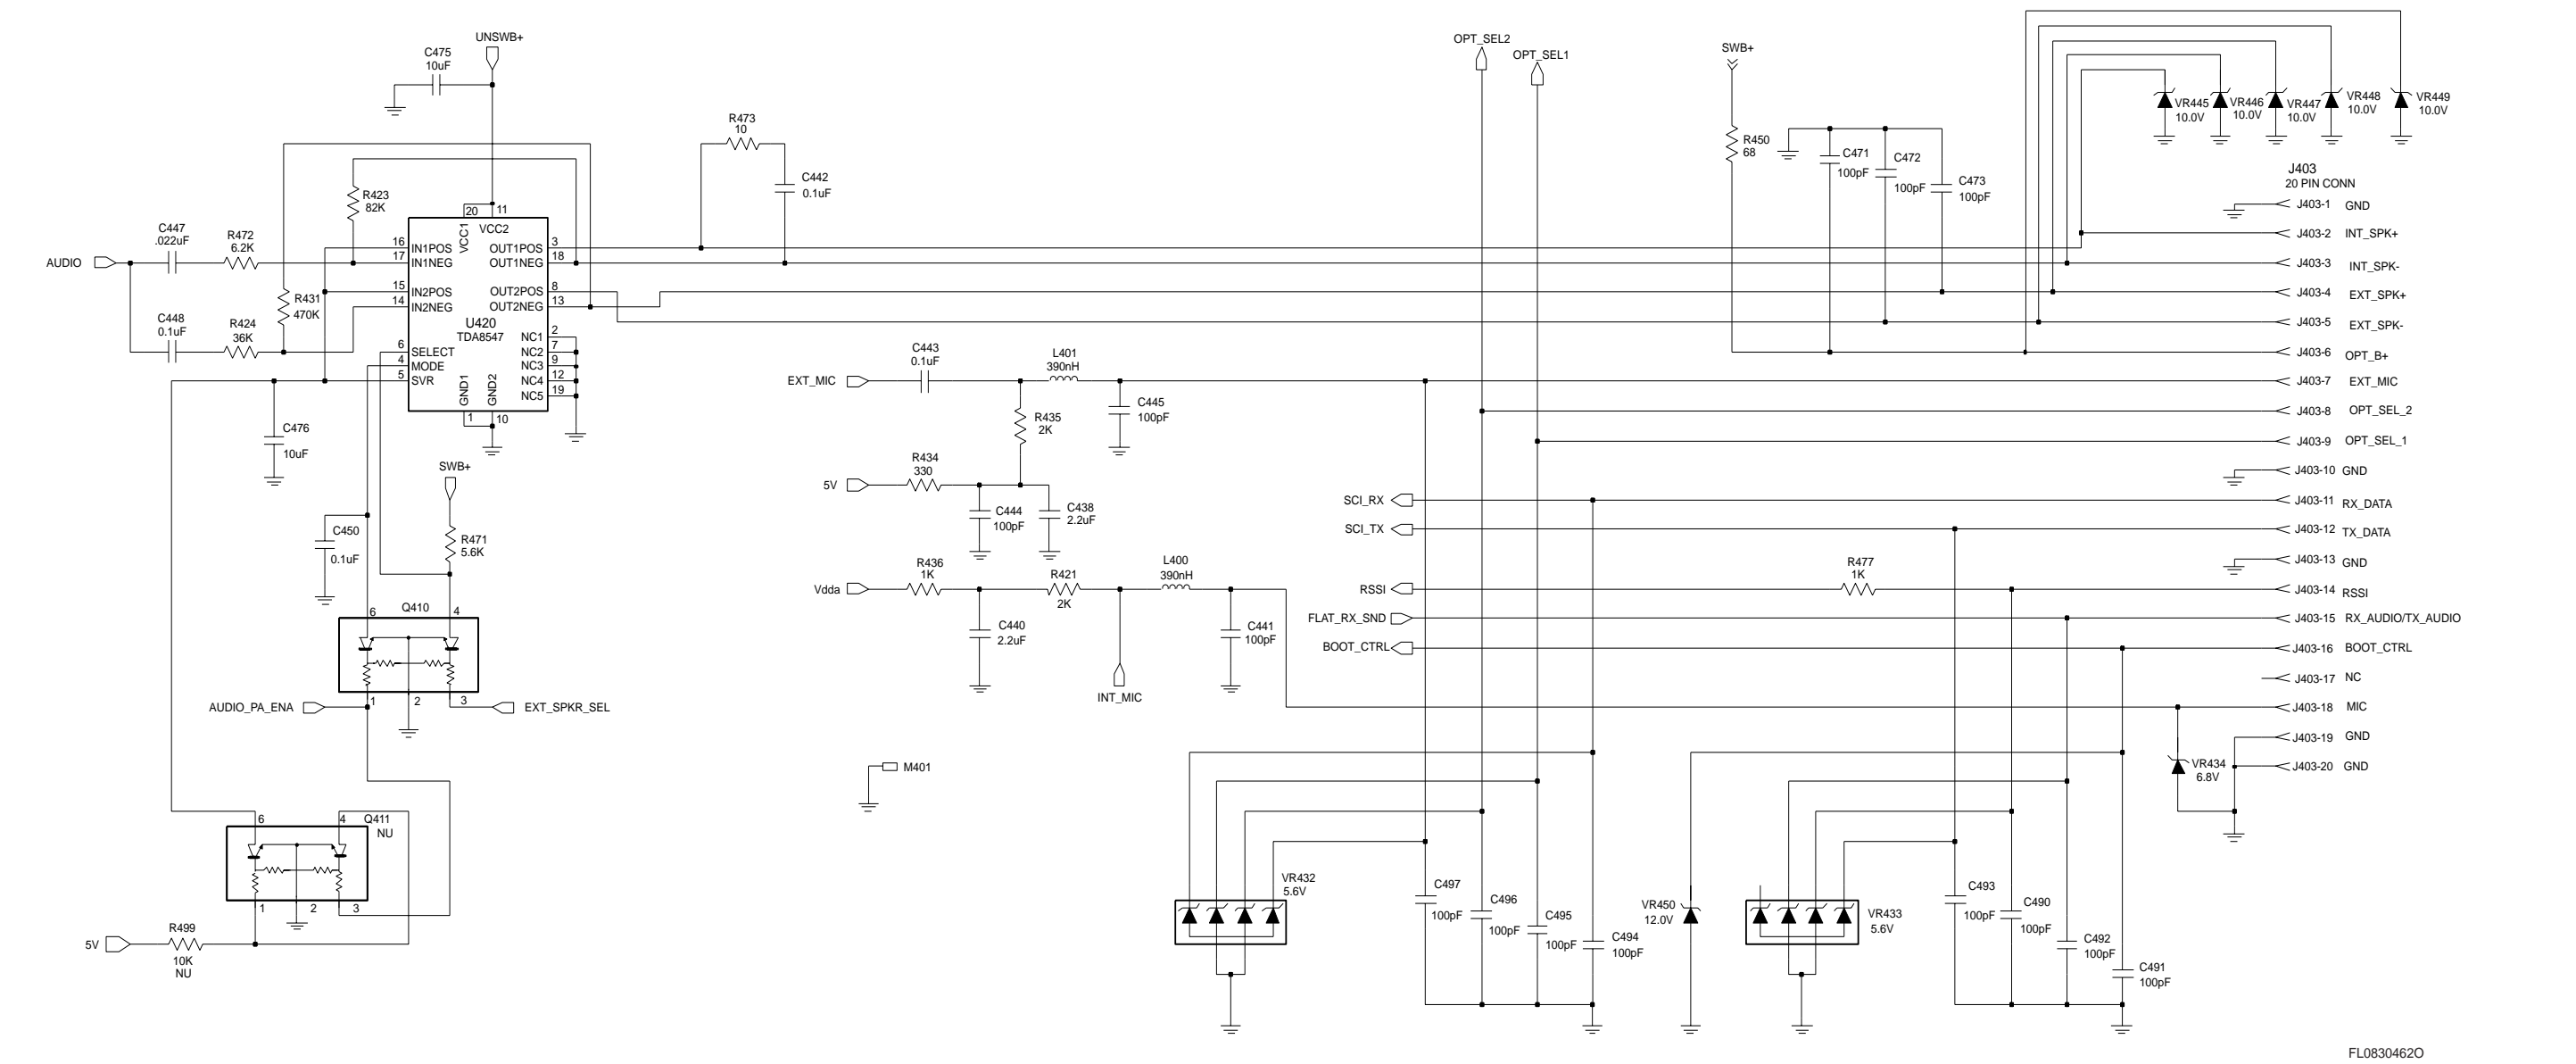 UNSWB+
C475
10uF
OPT_SEL2
OPT_SEL1
SWB+
VR445
10.0V
VR446
10.0V
VR447
10.0V
VR448
10.0V
VR449
10.0V
R473
10
C442
0.1uF
R450
68
C471
100pF
C472
100pF
C473
100pF
J403
20 PIN CONN
R423
82K
C447
.022uF
R472
6.2K
AUDIO
R431
470K
C448
0.1uF
R424
36K
20
11
VCC1
VCC2
16
IN1POS
17
IN1NEG
15
IN2POS
14
IN2NEG
6
SELECT
4
MODE
5
SVR
OUT1POS
3
OUT1NEG
18
OUT2POS
8
OUT2NEG
13
U420
TDA8547
NC1
2
NC2
7
NC3
9
NC4
12
NC5
19
GND1
GND2
1
10
J403-1 GND
J403-2 INT_SPK+
J403-3 INT_SPK-
J403-4 EXT_SPK+
J403-5 EXT_SPK-
J403-6 OPT_B+
J403-7 EXT_MIC
J403-8 OPT_SEL_2
J403-9 OPT_SEL_1
J403-10 GND
J403-11 RX_DATA
J403-12 TX_DATA
J403-13 GND
J403-14 RSSI
J403-15 RX_AUDIO/TX_AUDIO
J403-16 BOOT_CTRL
J403-17 NC
J403-18 MIC
J403-19 GND
J403-20 GND
EXT_MIC
C443
0.1uF
L401
390nH
C445
100pF
R435
2K
R434
330
5V
C444
100pF
C438
2.2uF
C476
10uF
SWB+
C450
0.1uF
R471
5.6K
SCI_RX
SCI_TX
RSSI
FLAT_RX_SND
BOOT_CTRL
R477
1K
Vdda
R436
1K
R421
2K
L400
390nH
C440
2.2uF
C441
100pF
INT_MIC
6
Q410
4
1
2
3
AUDIO_PA_ENA
EXT_SPKR_SEL
M401
VR434
6.8V
6
4
Q411
NU
1
2
3
5V
R499
10K
NU
VR432
5.6V
C497
100pF
C496
100pF
C495
100pF
C494
100pF
VR450
12.0V
VR433
5.6V
C493
100pF
C490
100pF
C492
100pF
C491
100pF
FL0830462O